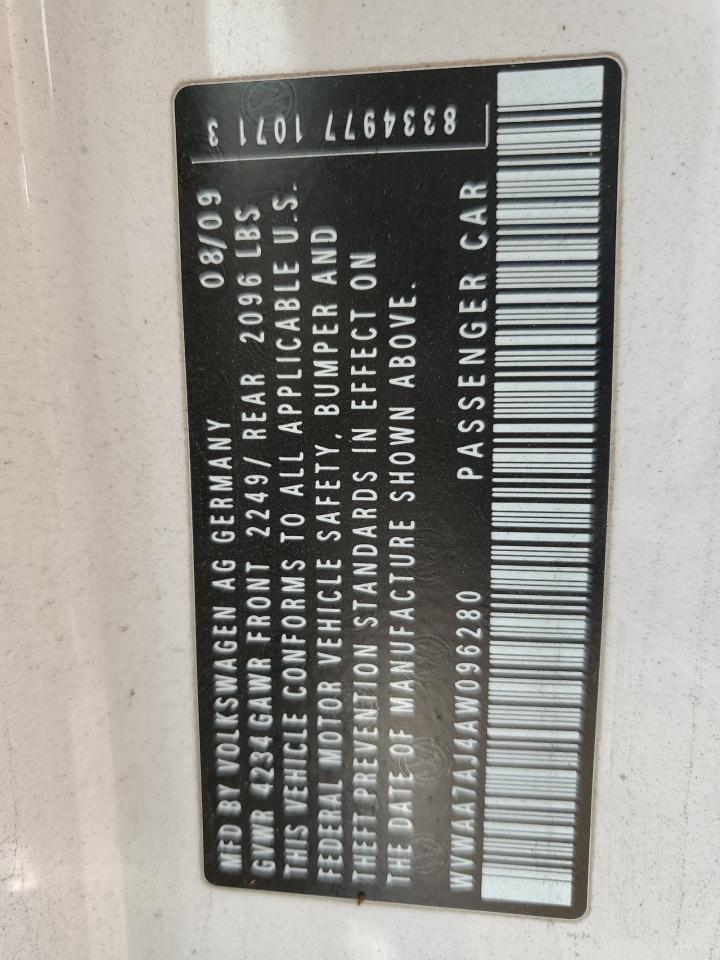 MFD BY VOLKSWAGEN AG GERMANY 08/09
GVWR 4234 GAWR FRONT 2249/ REAR 2096 LBS
THIS VEHICLE CONFORMS TO ALL APPLICABLE U.S.
FEDERAL MOTOR VEHICLE SAFETY, BUMPER AND
THEFT PREVENTION STANDARDS IN EFFECT ON
THE DATE OF MANUFACTURE SHOWN ABOVE.
WVWAA7AJ4AW096280 PASSENGER CAR
8334977 1071 3